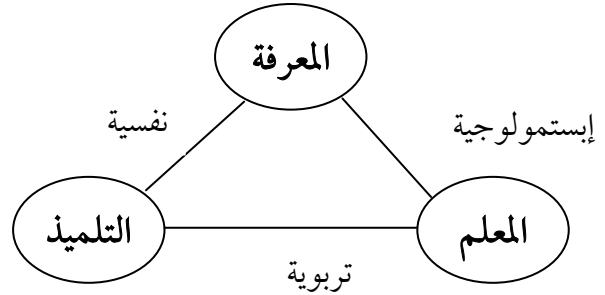 المعرفة
إبستمولوجية
نفسية
المعلم
التلميذ
تربوية